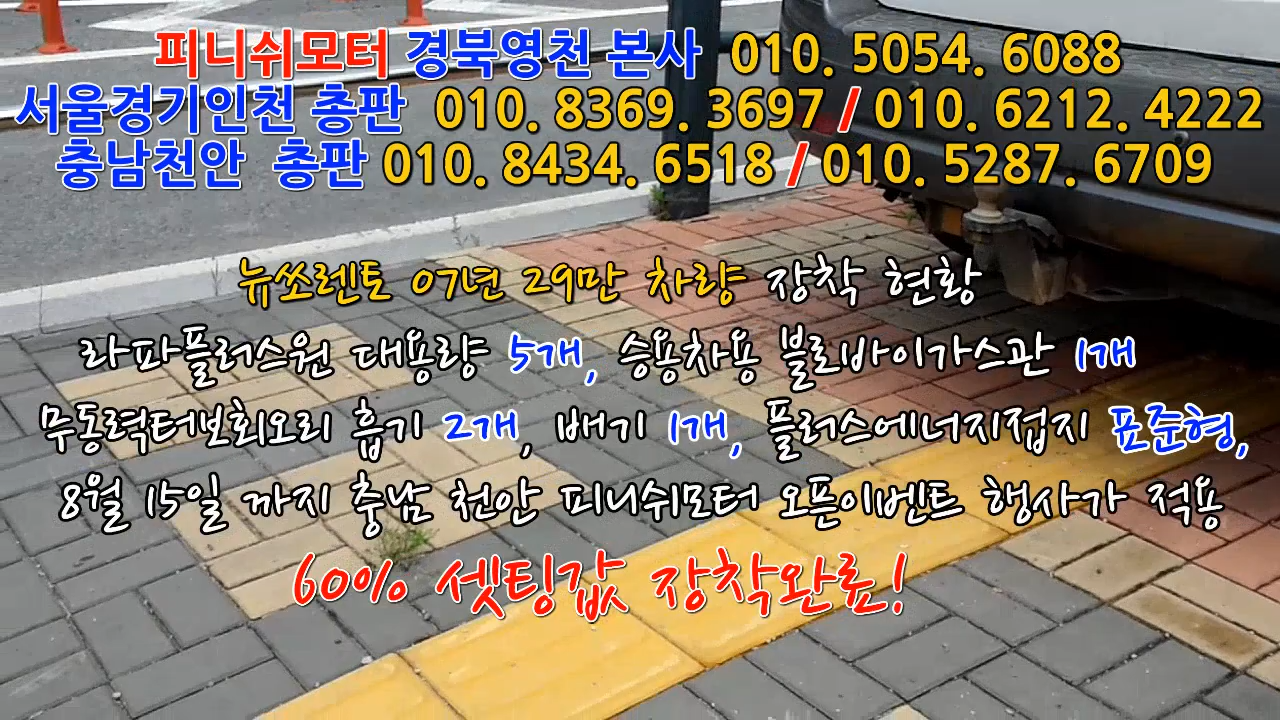 피니쉬모터 경북영천 본사 010. 5054. 6088
서울경기인천 총판 010. 8369. 3697 / 010. 6212. 4222
충남천안 총판 010. 8434. 6518 / 010. 5287. 6709
뉴쏘렌토 07년 29만 차량 장착 현황
라파플러스원 대용량 5개, 승용차용 불로바이가스관 1개
무동력터보회오리 흡기 2개, 배기 1개, 플러스에너지접지 표준형,
8월 15일 까지 충남 천안 피니쉬모터 오픈이벤트 행사가 적용
60% 셋팅값 장착완료!